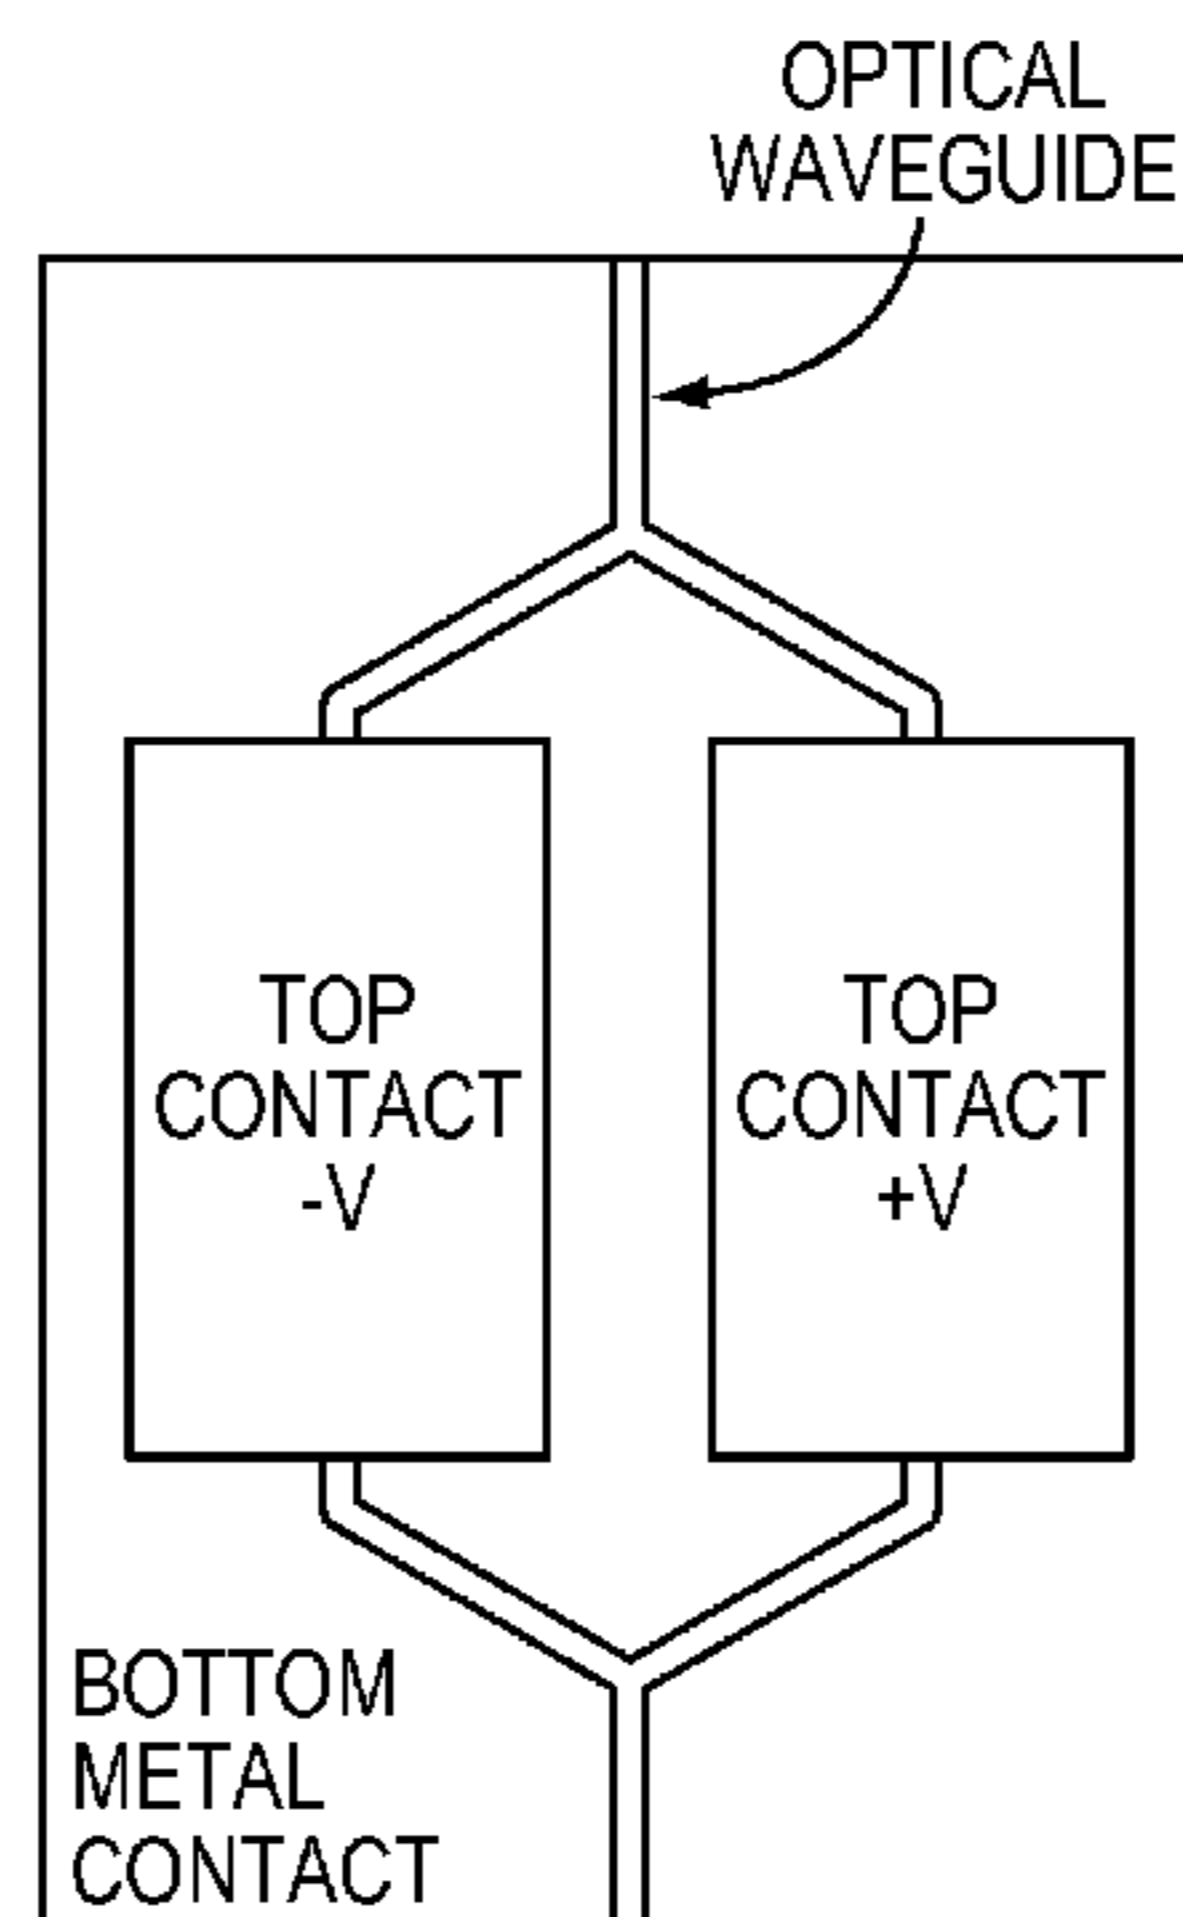 OPTICAL
WAVEGUIDE
TOP
CONTACT
-V
TOP
CONTACT
+V
BOTTOM
METAL
CONTACT